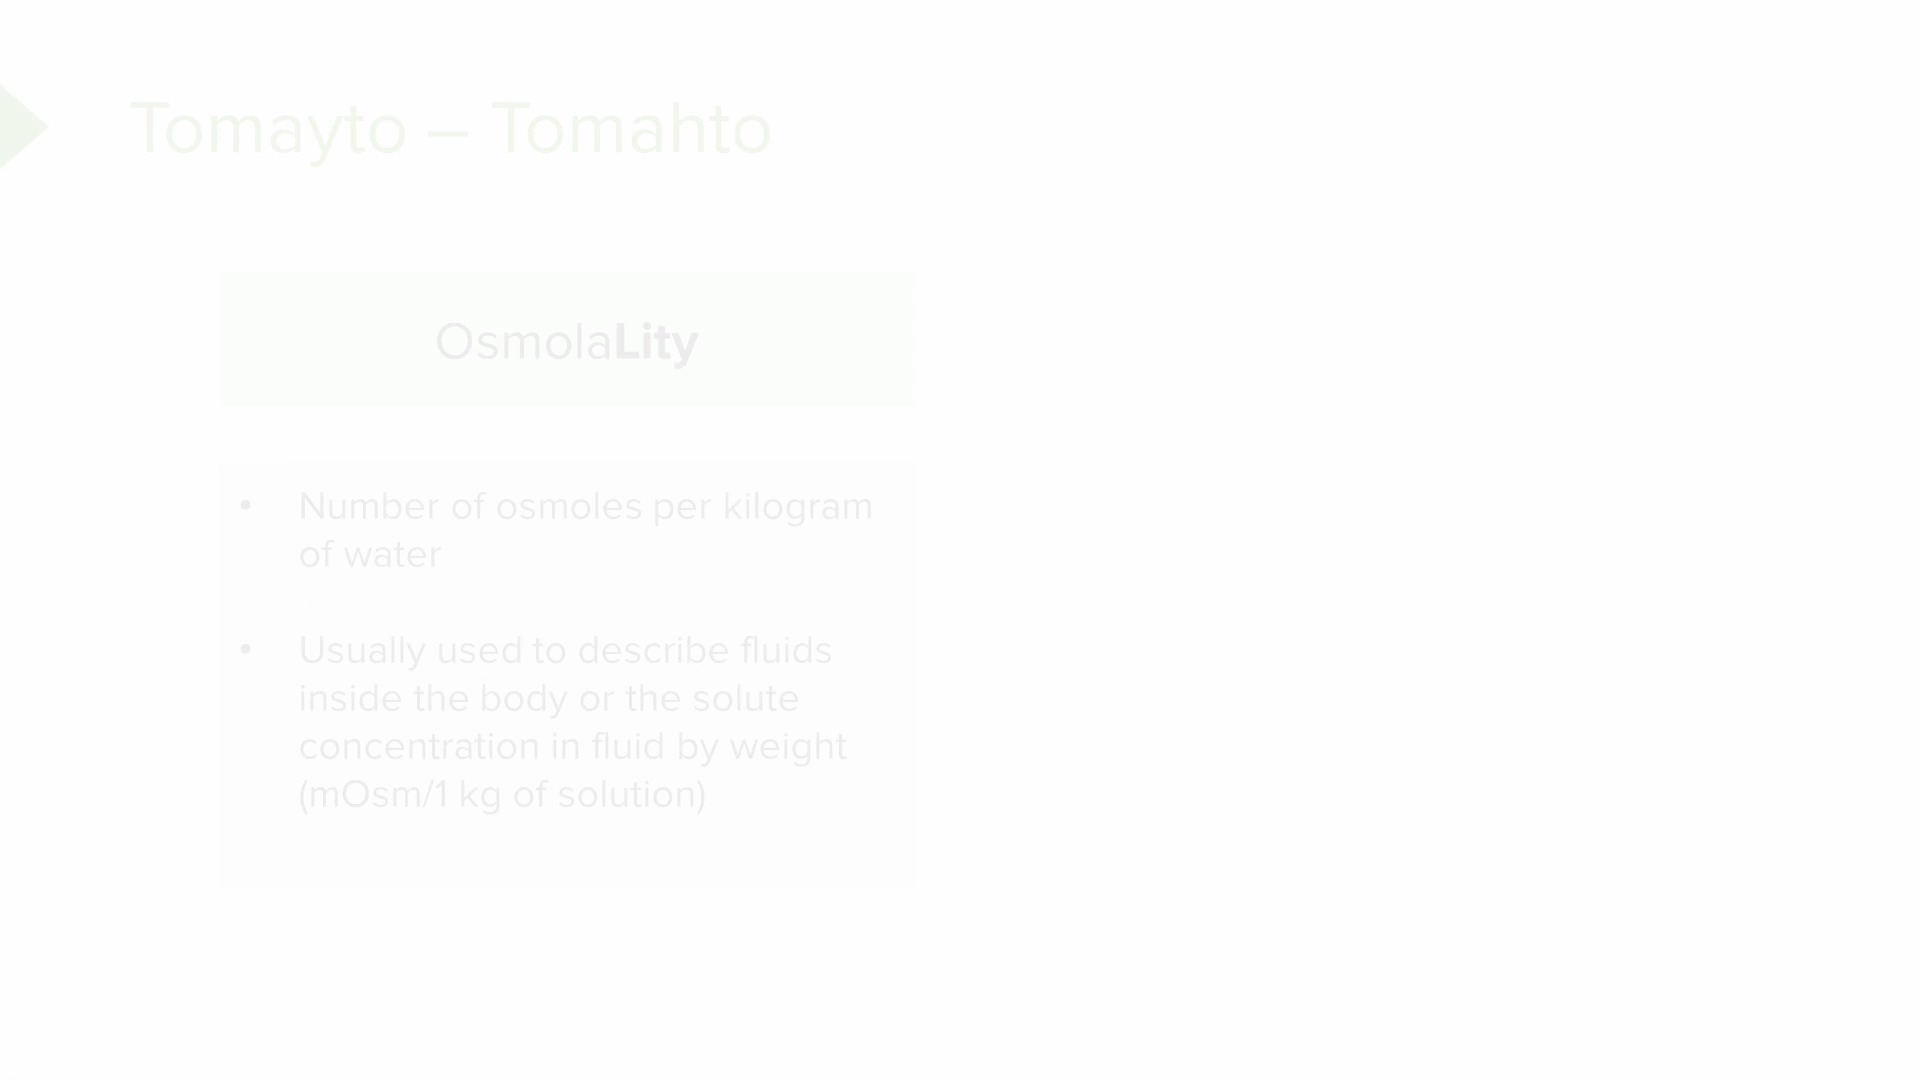 Tomayto – Tomahto
OsmolaLity
• Number of osmoles per kilogram
of water
• Usually used to describe fluids
inside the body or the solute
concentration in fluid by weight
(mOsm/1 kg of solution)